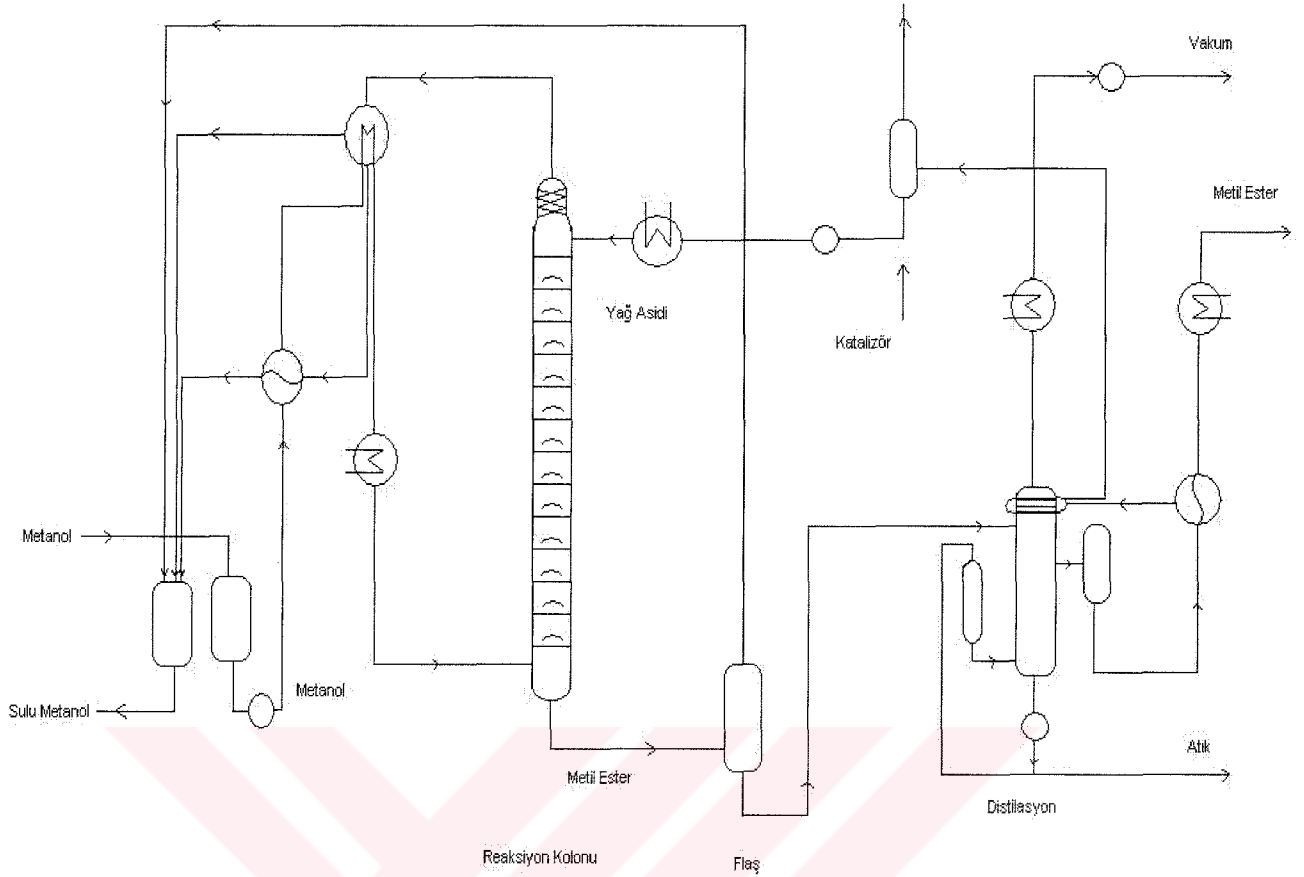 Vakum
Metil Ester
Yağ Asidi
Katalizör
Metanol
Metanol
Sulu Metanol
Metil Ester
Atık
Distilasyon
Reaksiyon Kolonu
Flaş